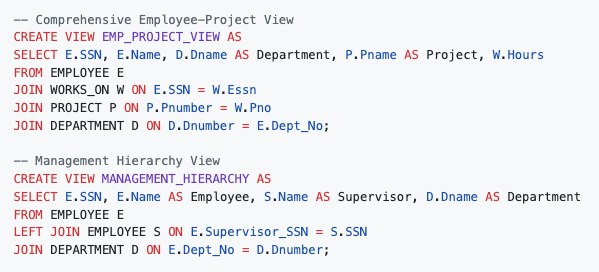 -- Comprehensive Employee-Project View
CREATE VIEW EMP_PROJECT_VIEW AS
SELECT E.SSN, E.Name, D.Dname AS Department, P.Pname AS Project, W.Hours
FROM EMPLOYEE E
JOIN WORKS_ON W ON E.SSN = W.Essn
JOIN PROJECT P ON P.Pnumber = W.Pno
JOIN DEPARTMENT D ON D.Dnumber = E.Dept_No;

-- Management Hierarchy View
CREATE VIEW MANAGEMENT_HIERARCHY AS
SELECT E.SSN, E.Name AS Employee, S.Name AS Supervisor, D.Dname AS Department
FROM EMPLOYEE E
LEFT JOIN EMPLOYEE S ON E.Supervisor_SSN = S.SSN
JOIN DEPARTMENT D ON E.Dept_No = D.Dnumber;